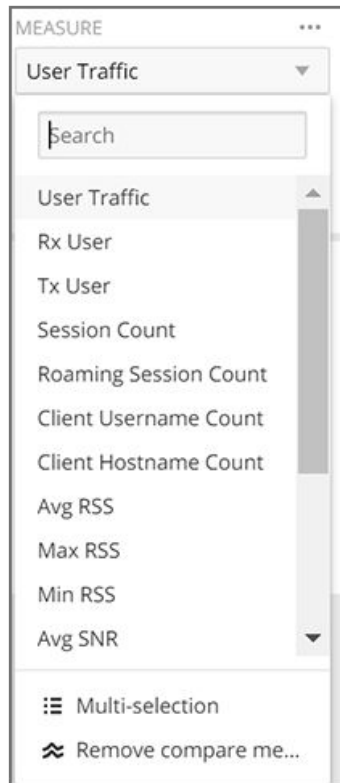 MEASURE ...
User Traffic
Search
User Traffic
Rx User
Tx User
Session Count
Roaming Session Count
Client Username Count
Client Hostname Count
Avg RSS
Max RSS
Min RSS
Avg SNR
Multi-selection
Remove compare me...